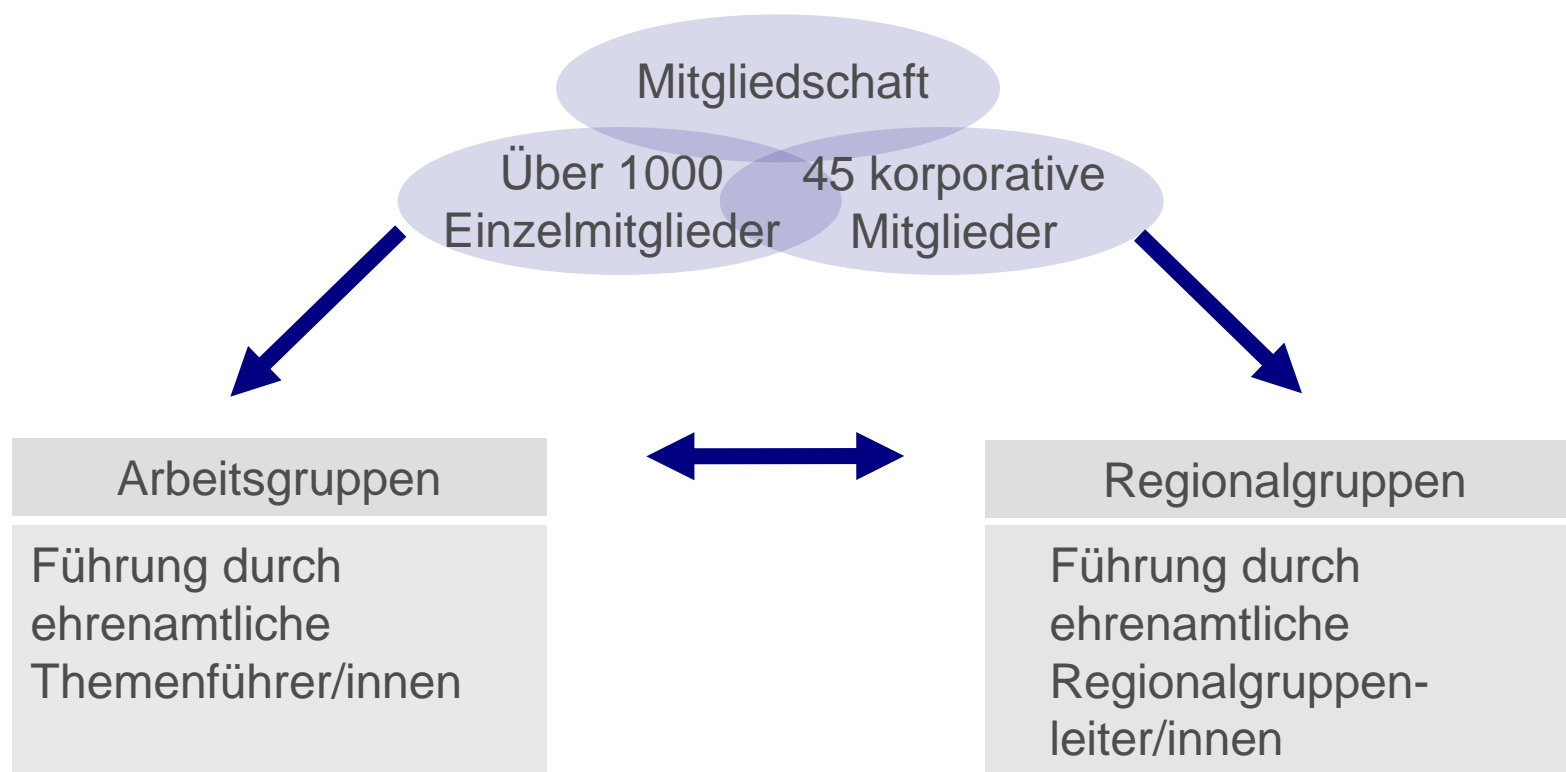 Mitgliedschaft
Über 1000
Einzelmitglieder
45 korporative
Mitglieder
Arbeitsgruppen
Führung durch
ehrenamtliche
Themenführer/innen
Regionalgruppen
Führung durch
ehrenamtliche
Regionalgruppen-
leiter/innen